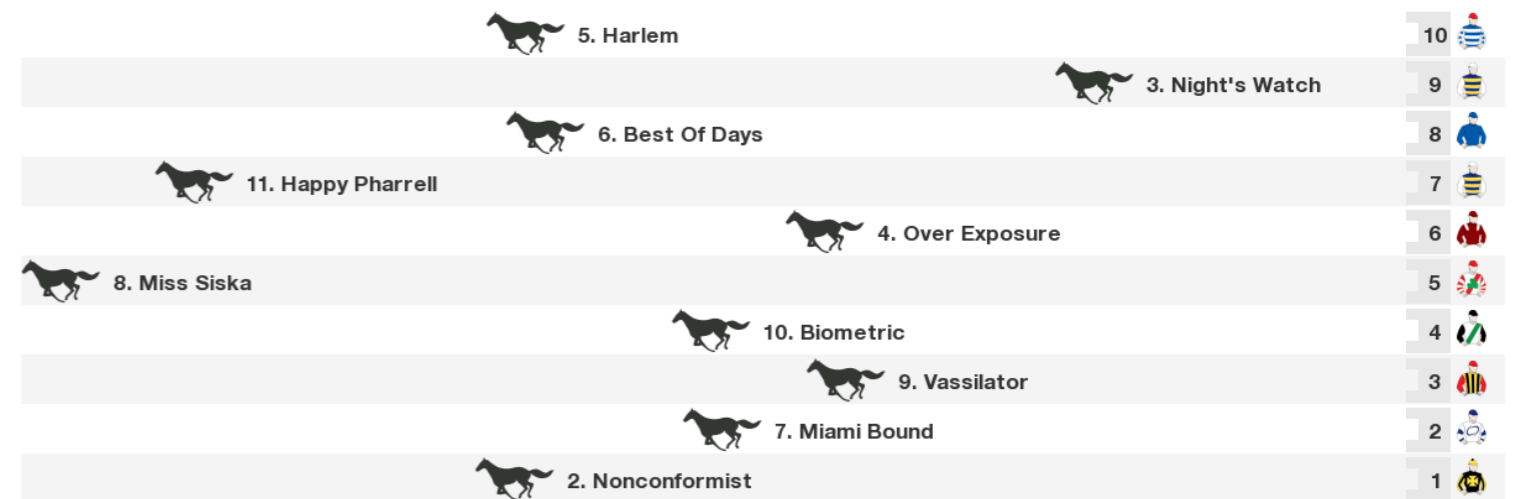 5. Harlem 10
3. Night's Watch 9
6. Best Of Days 8
11. Happy Pharrell 7
4. Over Exposure 6
8. Miss Siska 5
10. Biometric 4
9. Vassilator 3
7. Miami Bound 2
2. Nonconformist 1